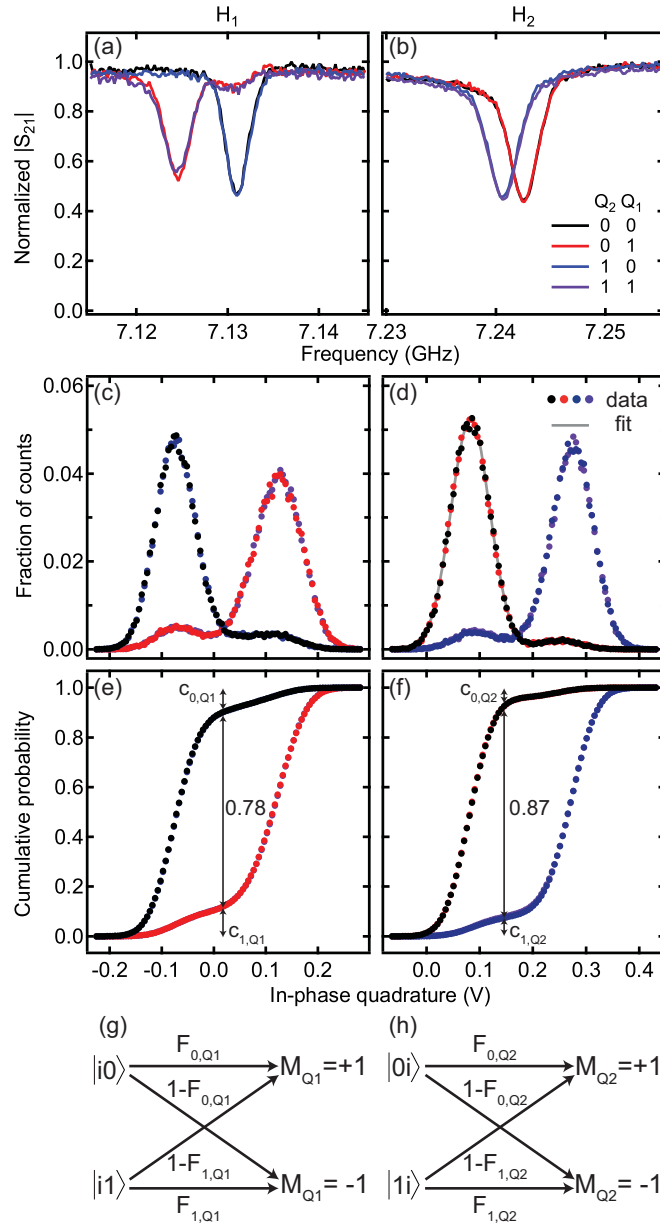 H₁ H₂
(a) (b)
Normalized |S₂₁|
1.0
0.8
0.6
0.4
0.2
0.0
Q₂ Q₁
0 0
0 1
1 0
1 1
7.12 7.13 7.14 7.23 7.24 7.25
Frequency (GHz)
(c) (d)
data
fit
Fraction of counts
0.06
0.04
0.02
0.00
(e) (f)
Cumulative probability
1.0
0.8
0.6
0.4
0.2
0.0
c₀,Q1 c₀,Q2
0.78 0.87
c₁,Q1 c₁,Q2
-0.2 -0.1 0.0 0.1 0.2 0.0 0.1 0.2 0.3 0.4
In-phase quadrature (V)
(g) (h)
F₀,Q1 F₀,Q2
|i0⟩ M_Q1=+1 |0i⟩ M_Q2=+1
1-F₀,Q1 1-F₀,Q2
1-F₁,Q1 1-F₁,Q2
|i1⟩ M_Q1= -1 |1i⟩ M_Q2= -1
F₁,Q1 F₁,Q2